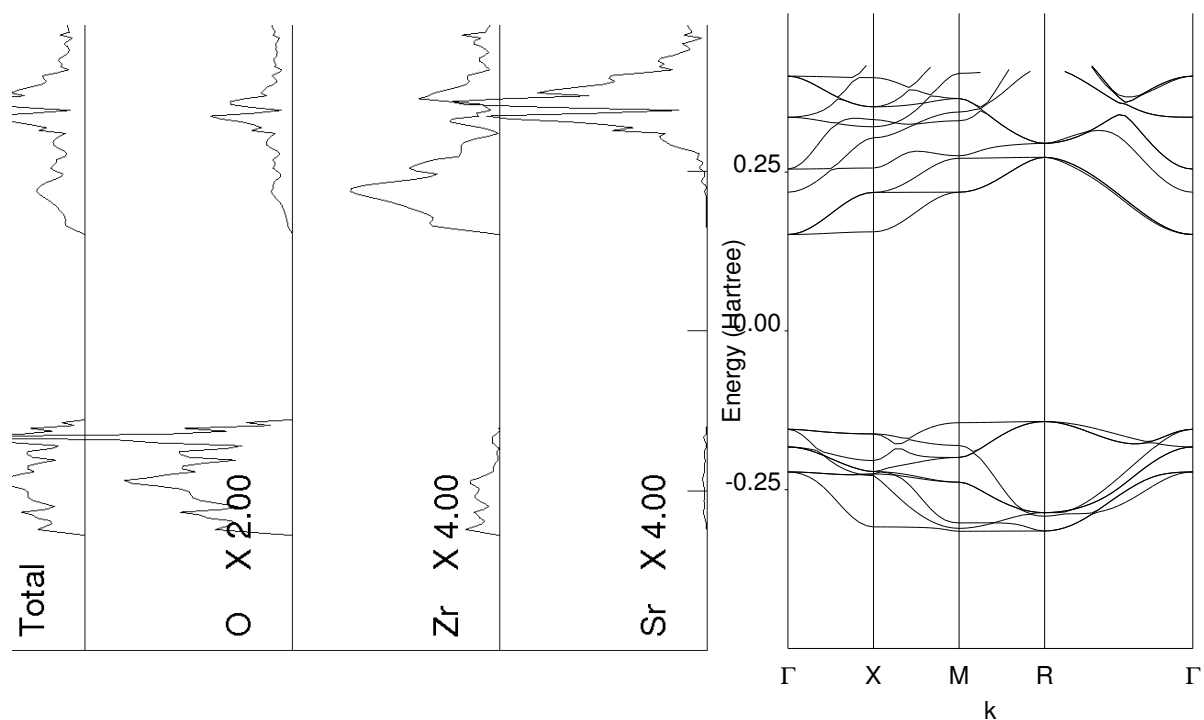 Total
O X 2.00
Zr X 4.00
Sr X 4.00
Energy (Hartree)
0.25
0.00
-0.25
Γ X M R Γ
k